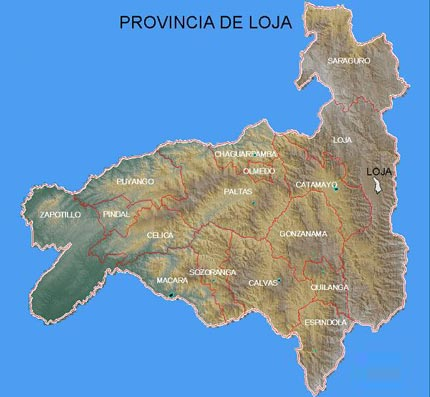 PROVINCIA DE LOJA
SARAGURO
LOJA
CHAGUARPAMBA
OLMEDO
LOJA
PUYANGO
CATAMAYO
PALTAS
ZAPOTILLO
PINDAL
CELICA
GONZANAMA
SOZORANGA
MACARA
CALVAS
QUILANGA
ESPINDOLA